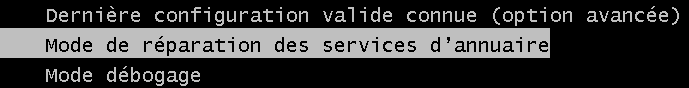 Dernière configuration valide connue (option avancée)
Mode de réparation des services d'annuaire
Mode débogage